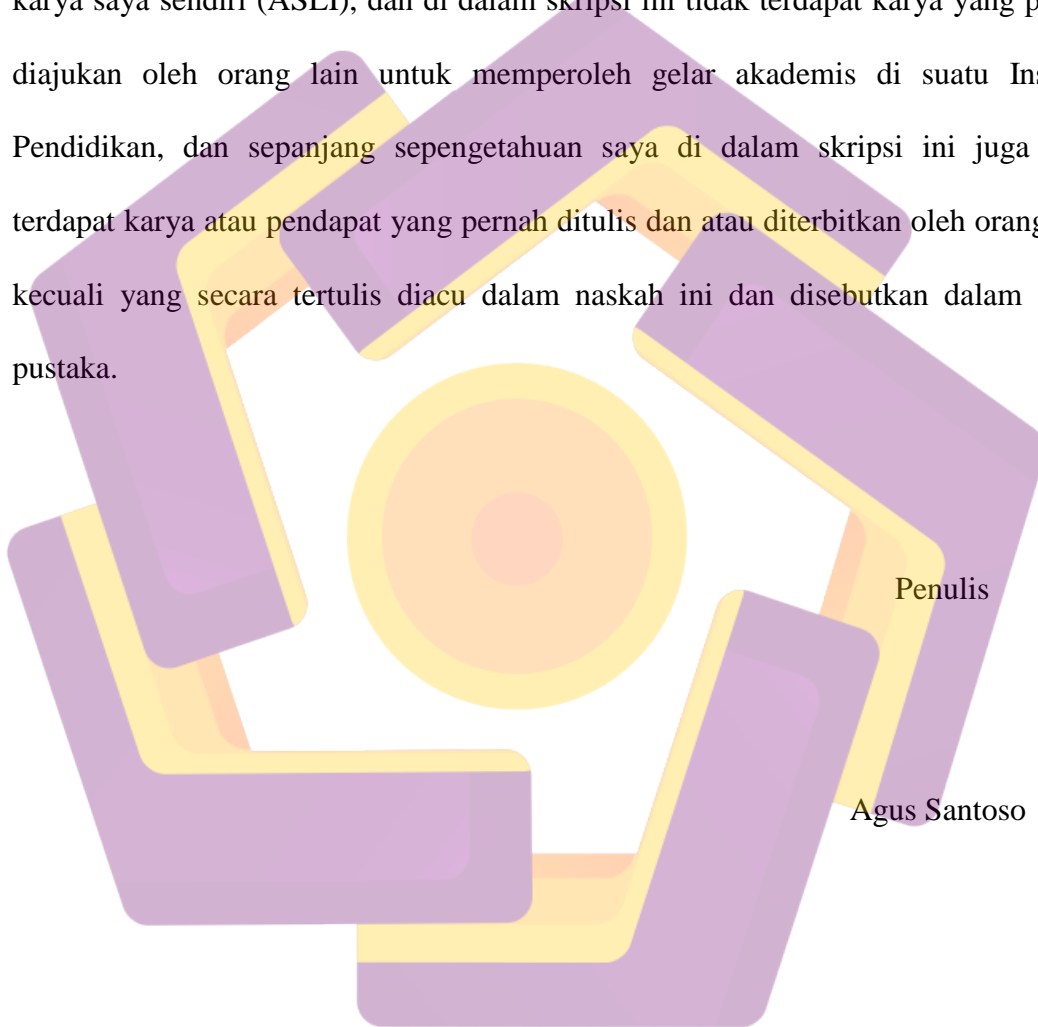 karya saya sendiri (ASLI), dan di dalam skripsi ini tidak terdapat karya yang p
diajukan oleh orang lain untuk memperoleh gelar akademis di suatu Ins
Pendidikan, dan sepanjang sepengetahuan saya di dalam skripsi ini juga
terdapat karya atau pendapat yang pernah ditulis dan atau diterbitkan oleh orang
kecuali yang secara tertulis diacu dalam naskah ini dan disebutkan dalam
pustaka.
Penulis
Agus Santoso